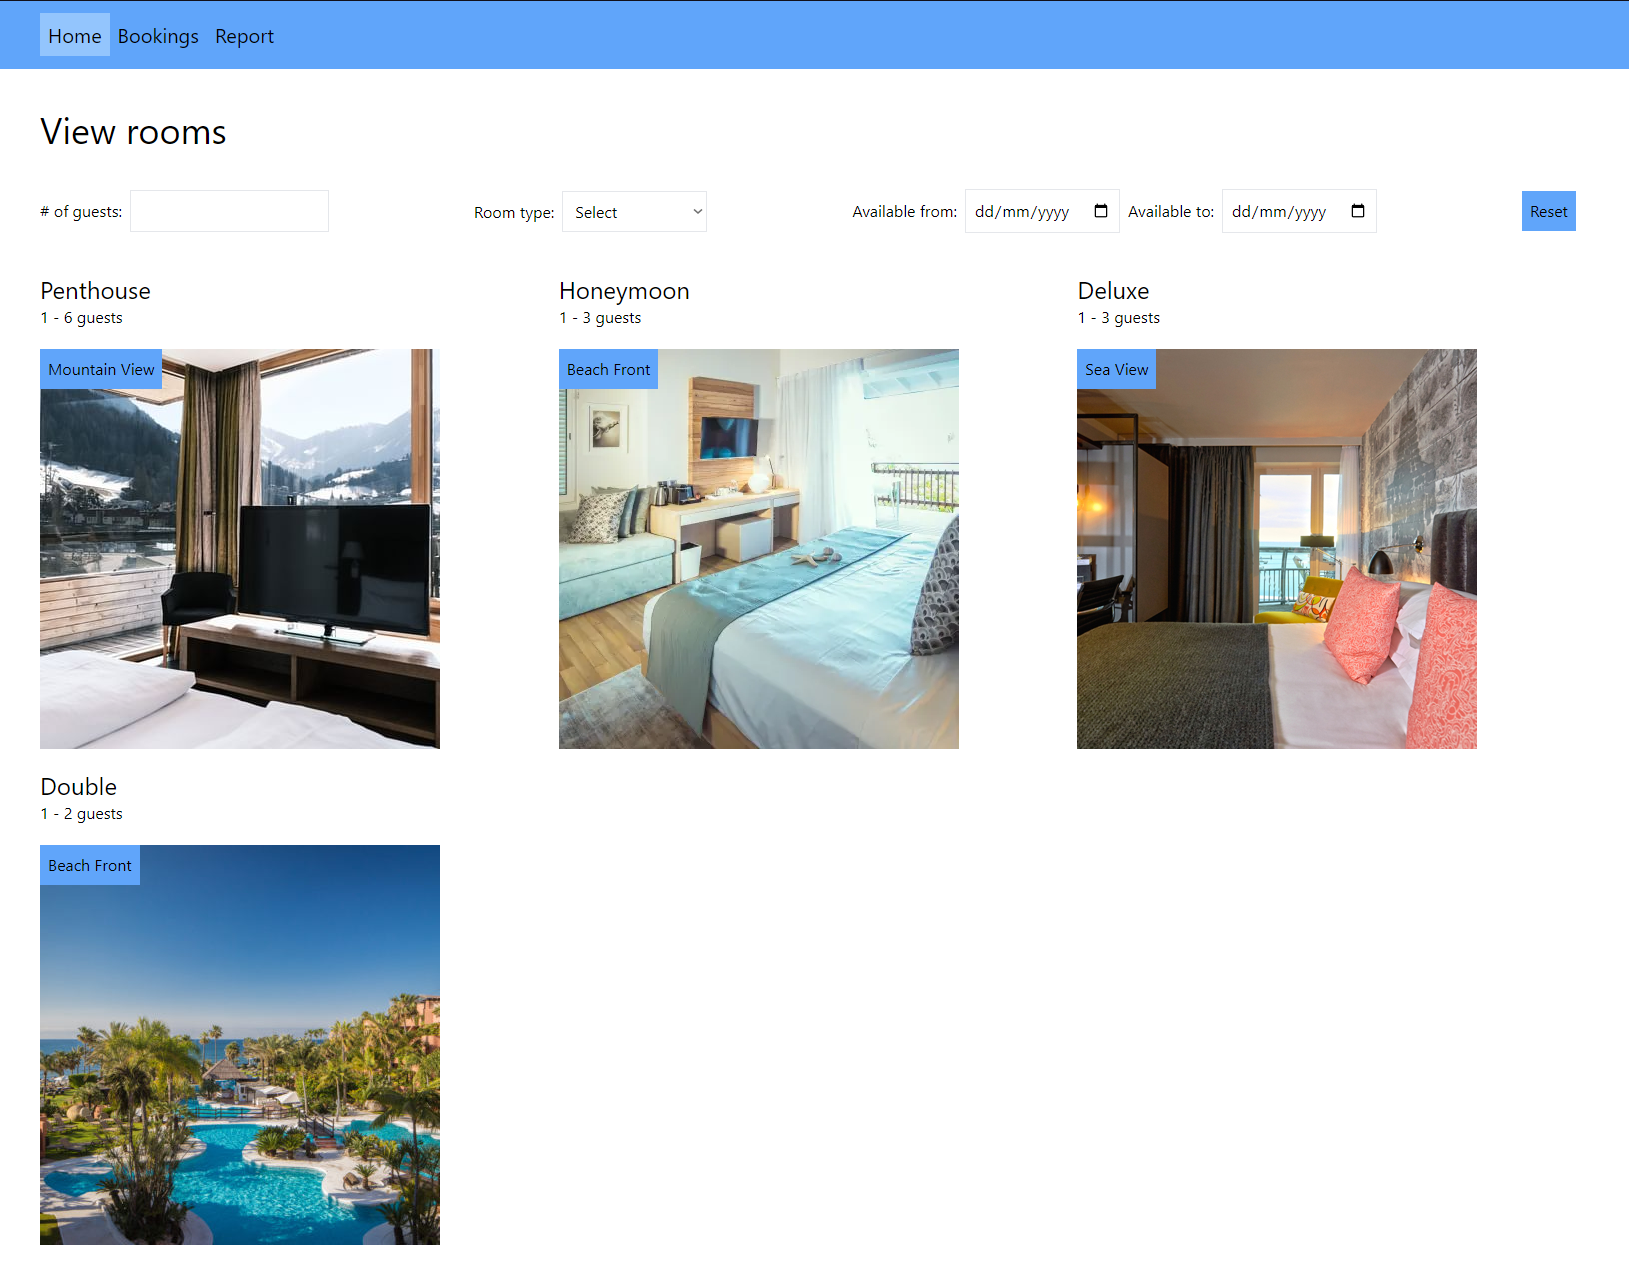 Home Bookings Report
View rooms
# of guests: Room type: Select Available from: dd/mm/yyyy Available to: dd/mm/yyyy Reset
Penthouse
1 - 6 guests
Mountain View
Honeymoon
1 - 3 guests
Beach Front
Deluxe
1 - 3 guests
Sea View
Double
1 - 2 guests
Beach Front